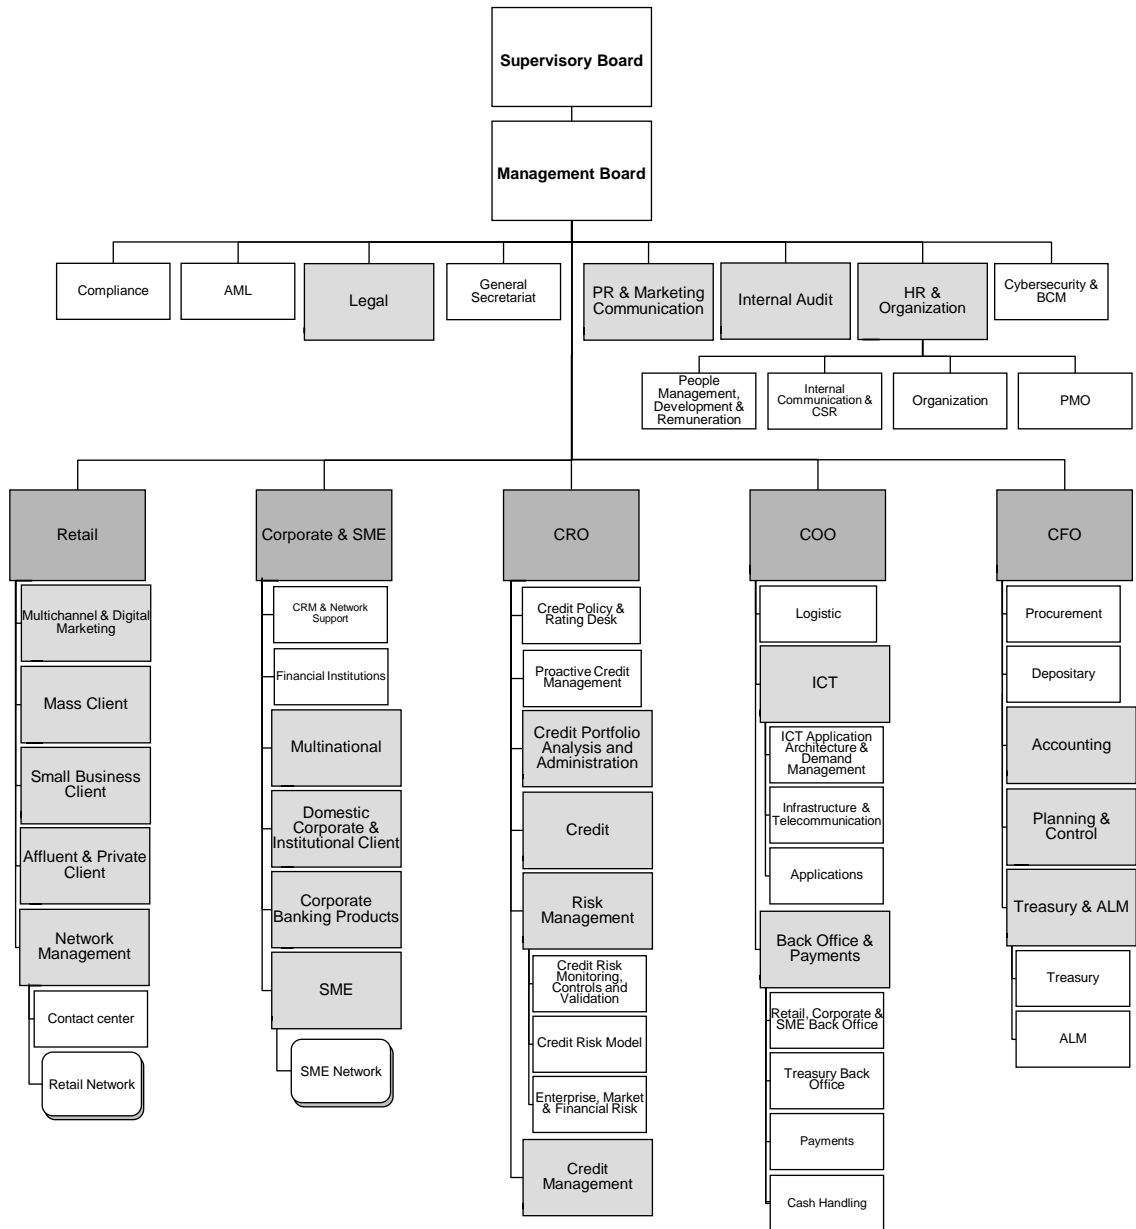 Supervisory Board
Management Board
Compliance
AML
Legal
General
Secretariat
PR & Marketing
Communication
Internal Audit
HR &
Organization
Cybersecurity &
BCM
People
Management,
Development &
Remuneration
Internal
Communication &
CSR
Organization
PMO
Retail
Multichannel & Digital
Marketing
Mass Client
Small Business
Client
Affluent & Private
Client
Network
Management
Contact center
Retail Network
Corporate & SME
CRM & Network
Support
Financial Institutions
Multinational
Domestic
Corporate &
Institutional Client
Corporate
Banking Products
SME
SME Network
CRO
Credit Policy &
Rating Desk
Proactive Credit
Management
Credit Portfolio
Analysis and
Administration
Credit
Risk
Management
Credit Risk
Monitoring,
Controls and
Validation
Credit Risk Model
Enterprise, Market
& Financial Risk
Credit
Management
COO
Logistic
ICT
ICT Application
Architecture &
Demand
Management
Infrastructure &
Telecommunication
Applications
Back Office &
Payments
Retail, Corporate &
SME Back Office
Treasury Back
Office
Payments
Cash Handling
CFO
Procurement
Depositary
Accounting
Planning &
Control
Treasury & ALM
Treasury
ALM